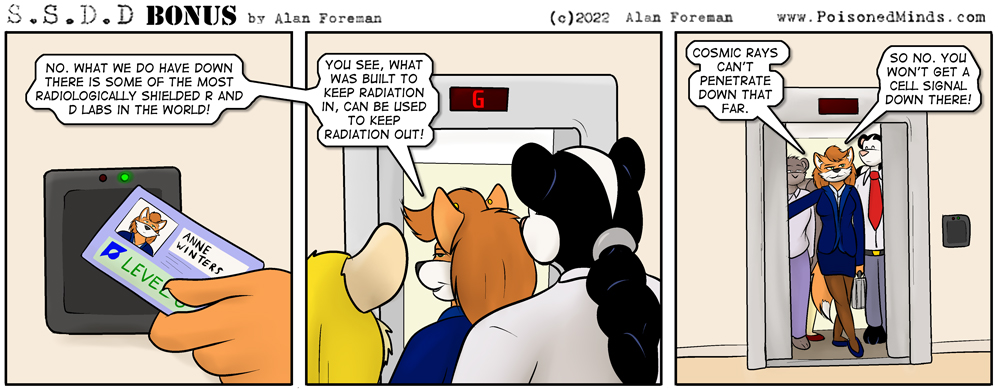 S.S.D.D BONUS by Alan Foreman (c)2022 Alan Foreman www.PoisonedMinds.com
NO. WHAT WE DO HAVE DOWN
THERE IS SOME OF THE MOST
RADIOLOGICALLY SHIELDED R AND
D LABS IN THE WORLD!
ANNE
WINTERS
LEVEL
YOU SEE, WHAT
WAS BUILT TO
KEEP RADIATION
IN, CAN BE USED
TO KEEP
RADIATION OUT!
G
COSMIC RAYS
CAN'T
PENETRATE
DOWN THAT
FAR.
SO NO. YOU
WON'T GET A
CELL SIGNAL
DOWN THERE!